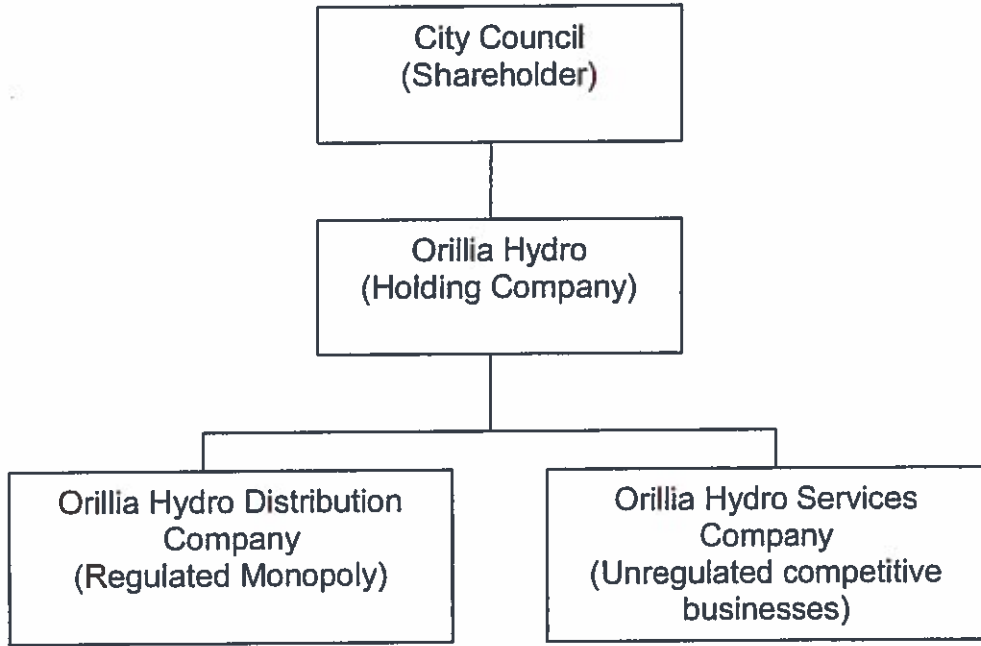 City Council
(Shareholder)
Orillia Hydro
(Holding Company)
Orillia Hydro Distribution
Company
(Regulated Monopoly)
Orillia Hydro Services
Company
(Unregulated competitive
businesses)